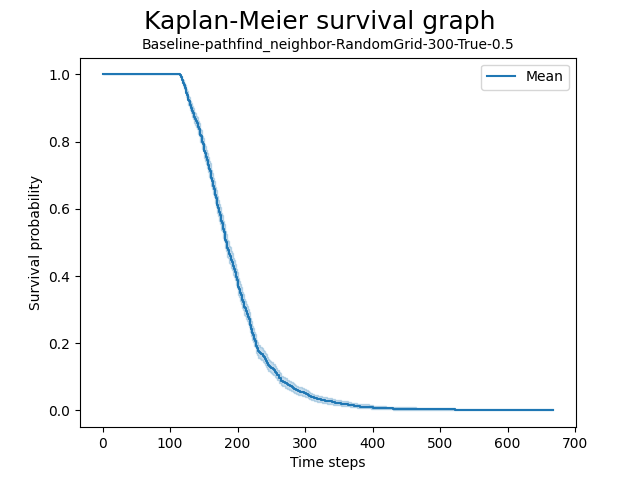 Kaplan-Meier survival graph
Baseline-pathfind_neighbor-RandomGrid-300-True-0.5
Mean
1.0
0.8
0.6
0.4
0.2
0.0
Survival probability
0 100 200 300 400 500 600 700
Time steps